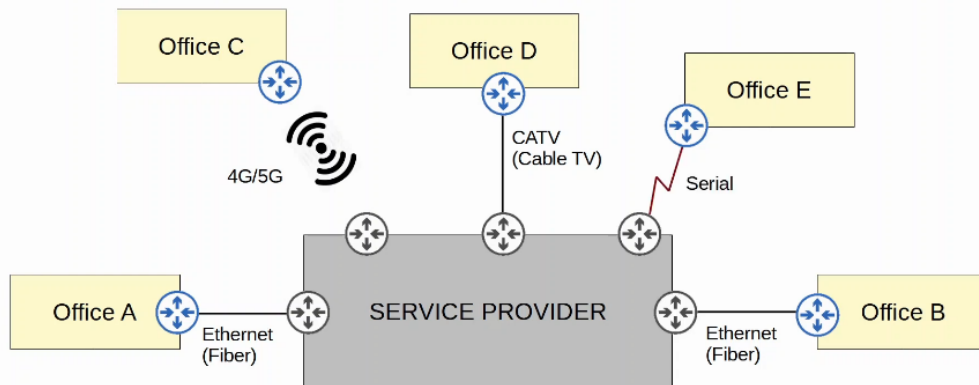 Office C
Office D
Office E
CATV
(Cable TV)
4G/5G
Serial
Office A
Ethernet
(Fiber)
SERVICE PROVIDER
Ethernet
(Fiber)
Office B